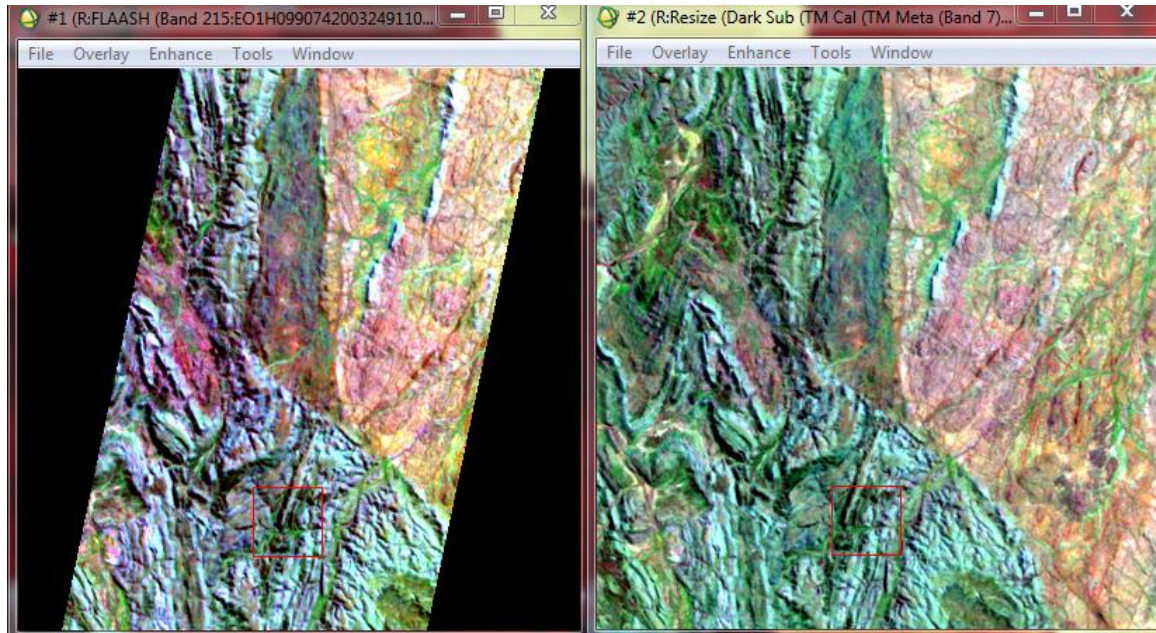 #1 (R:FLAASH (Band 215:EO1H0990742003249110...
File Overlay Enhance Tools Window
#2 (R:Resize (Dark Sub (TM Cal (TM Meta (Band 7)...
File Overlay Enhance Tools Window